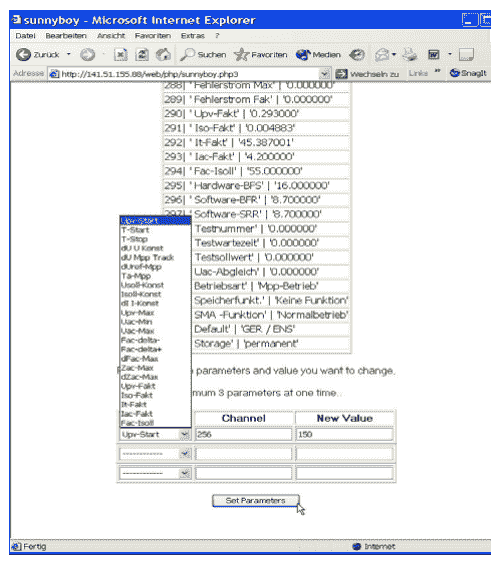 sunnyboy - Microsoft Internet Explorer
Datei Bearbeiten Ansicht Favoriten Extras ?
Zurück Suchen Favoriten Medien
Adresse http://141.51.155.88/web/php/sunnyboy.php3 Wechseln zu Links » SnagIt
288| 'Fehlerstrom Max' | '0.000000'
289| 'Fehlerstrom Fak' | '0.000000'
290| 'Upv-Fakt' | '0.293000'
291| 'Iso-Fakt' | '0.004883'
292| 'It-Fakt' | '45.387001'
293| 'Iac-Fakt' | '4.200000'
294| 'Fac-Isoll' | '55.000000'
295| 'Hardware-BFS' | '16.000000'
296| 'Software-BFR' | '8.700000'
297| 'Software-SRR' | '8.700000'
Testnummer' | '0.000000'
Testwartezeit' | '0.000000'
Testsollwert' | '0.000000'
Uac-Abgleich' | '0.000000'
Betriebsart' | 'Mpp-Betrieb'
Speicherfunkt.' | 'Keine Funktion'
SMA -Funktion' | 'Normalbetrieb'
Default' | 'GER / ENS'
Storage' | 'permanent'
Upv-Start
T-Start
T-Stop
dU U Konst
dU Mpp Track
dUref-Mpp
Ta-Mpp
Usoll-Konst
Isoll-Konst
dI I-Konst
Upv-Max
Uac-Min
Uac-Max
Fac-delta-
Fac-delta+
dFac-Max
Zac-Max
dZac-Max
Upv-Fakt
Iso-Fakt
It-Fakt
Iac-Fakt
Fac-Isoll
parameters and value you want to change.
mum 3 parameters at one time..
Channel New Value
Upv-Start 256 150
------------
------------
Set Parameters
Fertig Internet